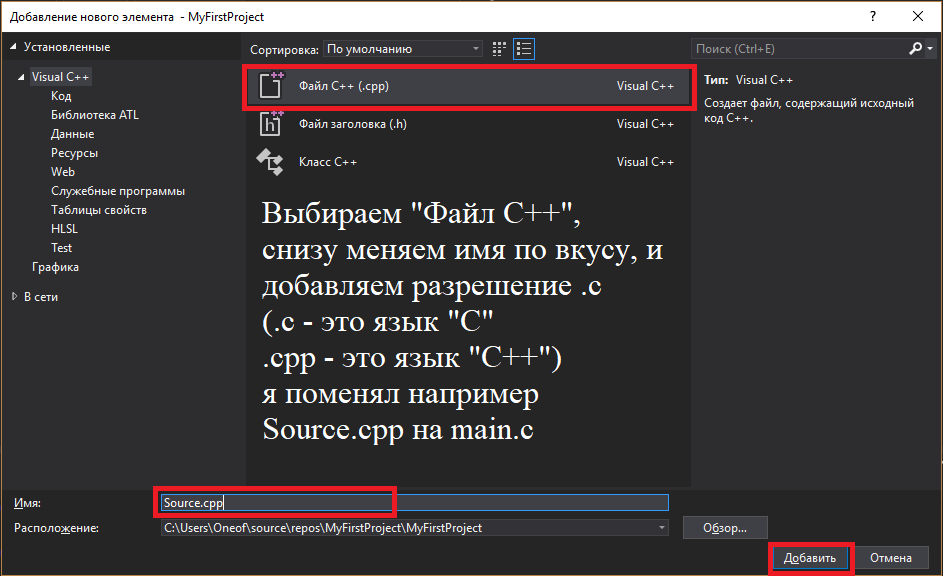 Добавление нового элемента - MyFirstProject
Установленные
Visual C++
Код
Библиотека ATL
Данные
Ресурсы
Web
Служебные программы
Таблицы свойств
HLSL
Test
Графика
В сети
Сортировка: По умолчанию
Файл C++ (.cpp) Visual C++
Файл заголовка (.h) Visual C++
Класс C++ Visual C++
Выбираем "Файл C++",
снизу меняем имя по вкусу, и
добавляем разрешение .c
(.c - это язык "C"
.cpp - это язык "C++")
я поменял например
Source.cpp на main.c
Поиск (Ctrl+E)
Тип: Visual C++
Создает файл, содержащий исходный
код C++.
Имя: Source.cpp
Расположение: C:\Users\Oneof\source\repos\MyFirstProject\MyFirstProject
Обзор...
Добавить
Отмена